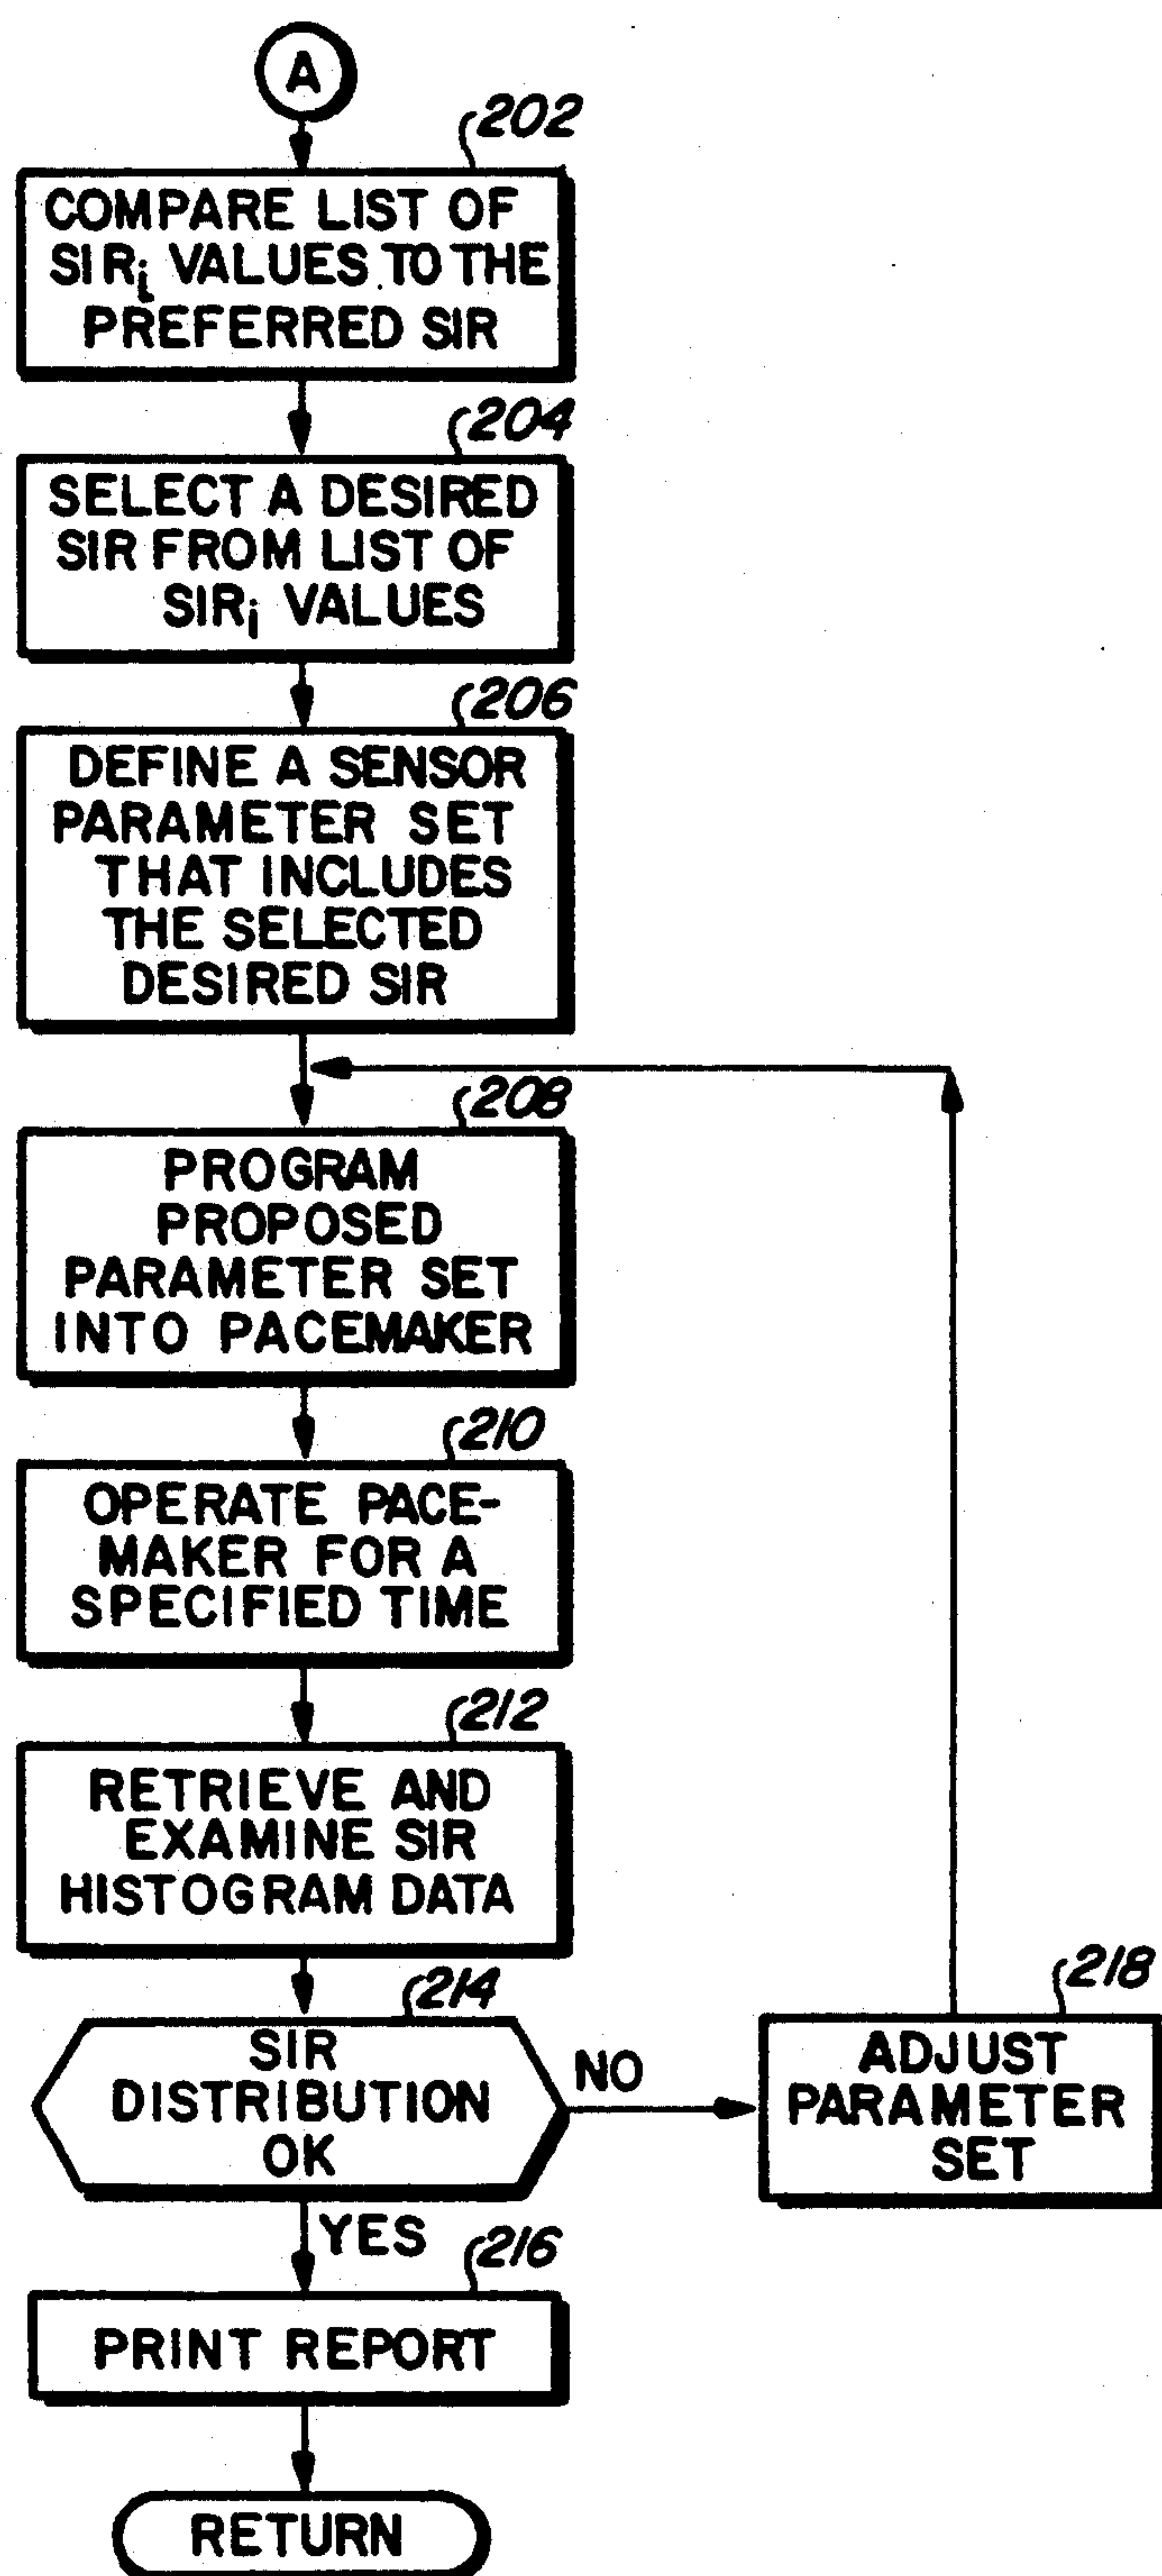 A
202
COMPARE LIST OF
SIRi VALUES TO THE
PREFERRED SIR
204
SELECT A DESIRED
SIR FROM LIST OF
SIRi VALUES
206
DEFINE A SENSOR
PARAMETER SET
THAT INCLUDES
THE SELECTED
DESIRED SIR
208
PROGRAM
PROPOSED
PARAMETER SET
INTO PACEMAKER
210
OPERATE PACE-
MAKER FOR A
SPECIFIED TIME
212
RETRIEVE AND
EXAMINE SIR
HISTOGRAM DATA
214
SIR
DISTRIBUTION
OK
NO
218
ADJUST
PARAMETER
SET
YES
216
PRINT REPORT
RETURN